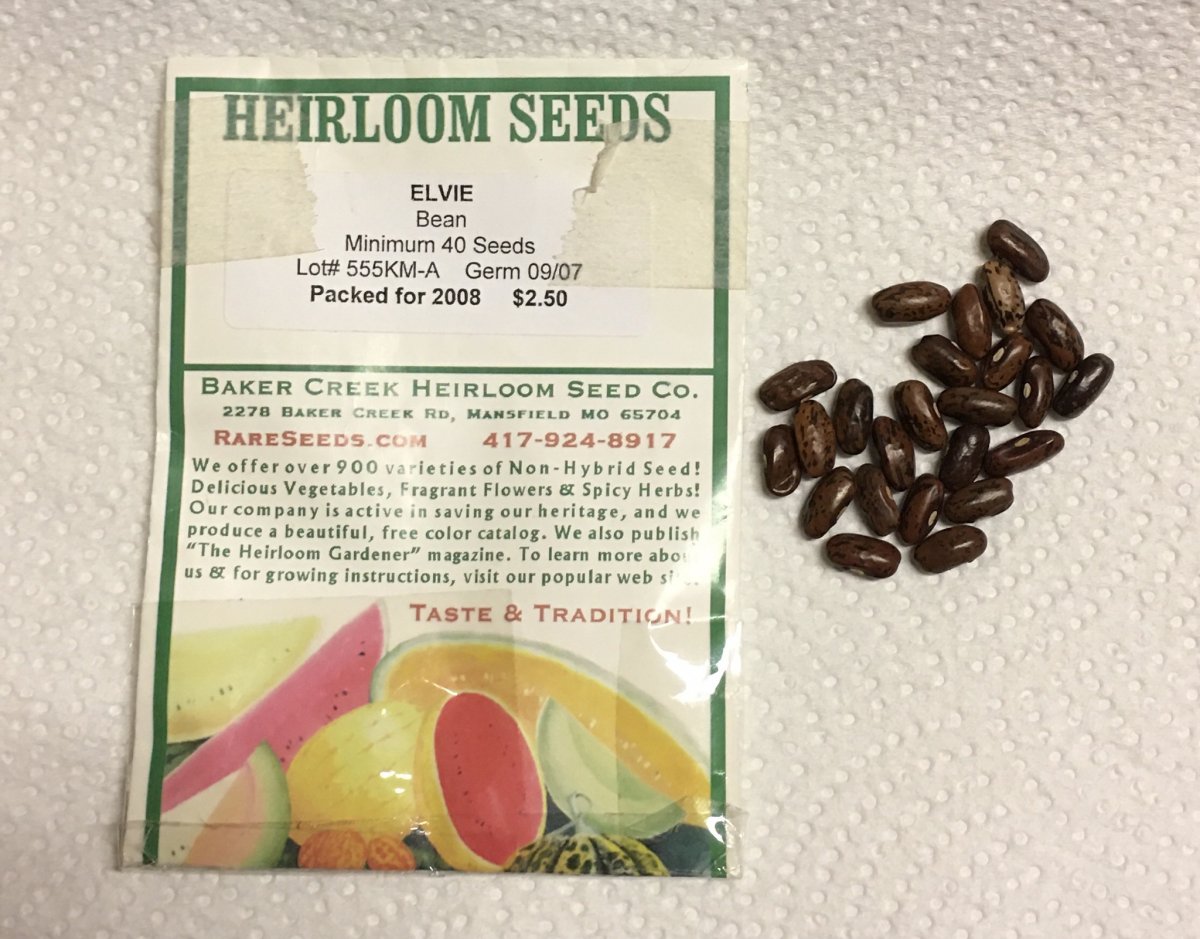 HEIRLOOM SEEDS
ELVIE
Bean
Minimum 40 Seeds
Lot# 555KM-A Germ 09/07
Packed for 2008 $2.50
BAKER CREEK HEIRLOOM SEED CO.
2278 BAKER CREEK RD, MANSFIELD MO 65704
RARESEEDS.COM 417-924-8917
We offer over 900 varieties of Non-Hybrid Seed!
Delicious Vegetables, Fragrant Flowers & Spicy Herbs!
Our company is active in saving our heritage, and we
produce a beautiful, free color catalog. We also publish
“The Heirloom Gardener” magazine. To learn more about
us & for growing instructions, visit our popular web
TASTE & TRADITION!